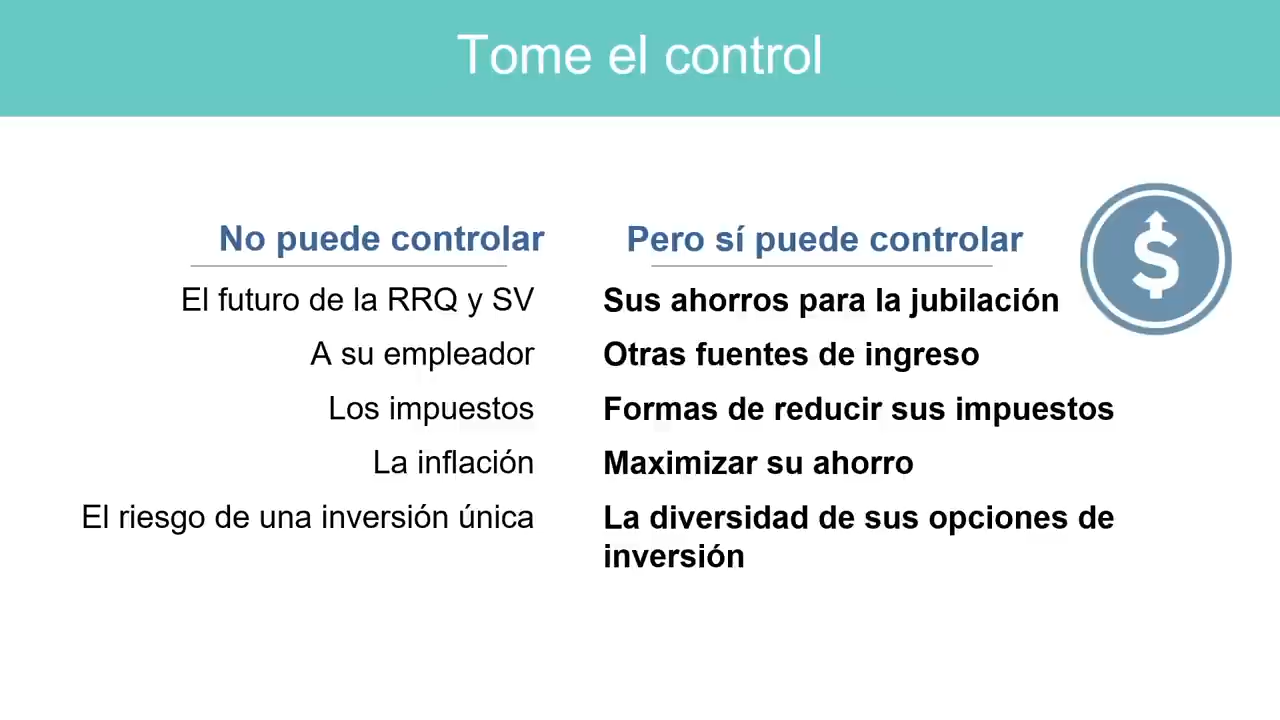 Tome el control
No puede controlar
Pero sí puede controlar
El futuro de la RRQ y SV
Sus ahorros para la jubilación
A su empleador
Otras fuentes de ingreso
Los impuestos
Formas de reducir sus impuestos
La inflación
Maximizar su ahorro
El riesgo de una inversión única
La diversidad de sus opciones de
inversión
$